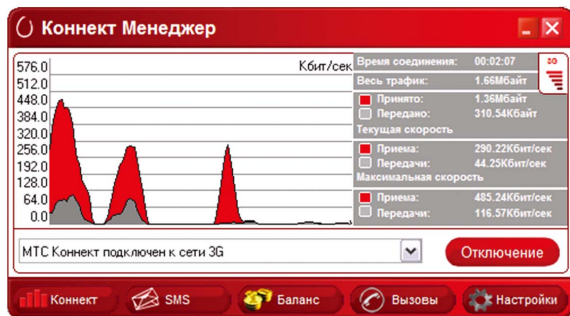 Коннект Менеджер
576.0
512.0
448.0
384.0
320.0
256.0
192.0
128.0
64.0
0.0
Кбит/сек
Время соединения: 00:02:07
3G
Весь трафик: 1.66Мбайт
Принято: 1.36Мбайт
Передано: 310.54Кбайт
Текущая скорость
Приема: 290.22Кбит/сек
Передачи: 44.25Кбит/сек
Максимальная скорость
Приема: 485.24Кбит/сек
Передачи: 116.57Кбит/сек
МТС Коннект подключен к сети 3G
Отключение
Коннект
SMS
Баланс
Вызовы
Настройки